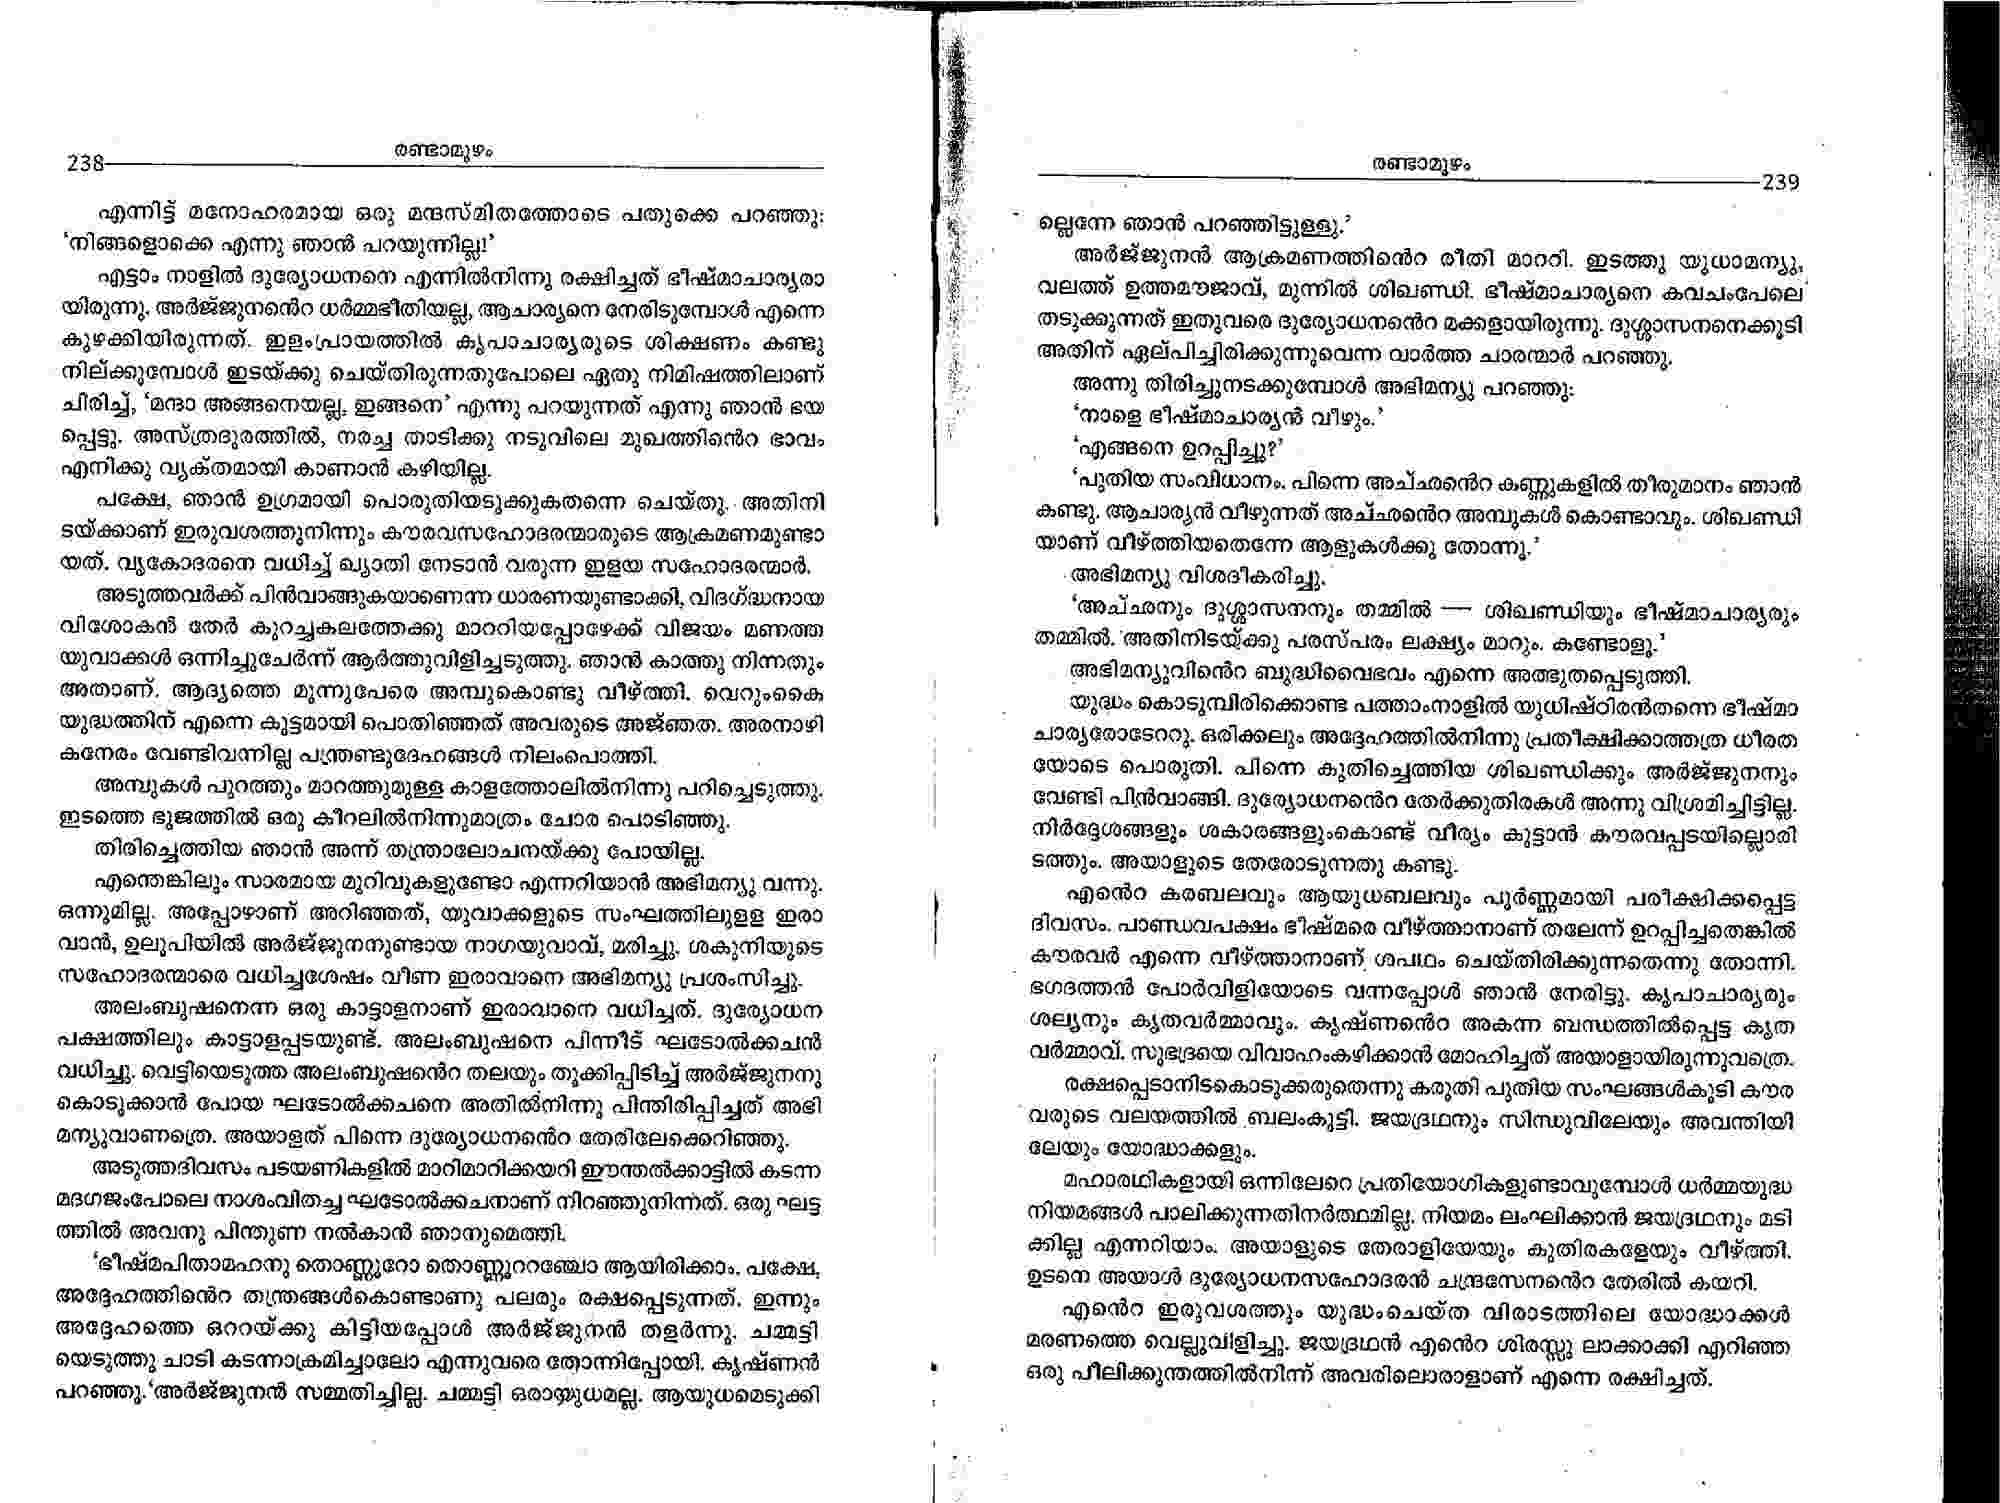 238
രണ്ടാമൂഴം
എന്നിട്ട് മനോഹരമായ ഒരു മന്ദസ്മിതത്തോടെ പതുക്കെ പറഞ്ഞു:
‘നിങ്ങളൊക്കെ എന്നു ഞാൻ പറയുന്നില്ല!’
എട്ടാം നാളിൽ ദുര്യോധനനെ എന്നിൽനിന്നു രക്ഷിച്ചത് ഭീഷ്മാചാര്യരാ
യിരുന്നു. അർജ്ജുനന്റെ ധർമ്മഭീതിയല്ല, ആചാര്യനെ നേരിടുമ്പോൾ എന്നെ
കുഴക്കിയിരുന്നത്. ഇളംപ്രായത്തിൽ കൃപാചാര്യരുടെ ശിക്ഷണം കണ്ടു
നില്ക്കുമ്പോൾ ഇടയ്ക്കു ചെയ്തിരുന്നതുപോലെ ഏതു നിമിഷത്തിലാണ്
ചിരിച്ച്, ‘മന്ദാ അങ്ങനെയല്ല, ഇങ്ങനെ’ എന്നു പറയുന്നത് എന്നു ഞാൻ ഭയ
പ്പെട്ടു. അസ്ത്രദൂരത്തിൽ, നരച്ച താടിക്കു നടുവിലെ മുഖത്തിന്റെ ഭാവം
എനിക്കു വ്യക്തമായി കാണാൻ കഴിയില്ല.
പക്ഷേ, ഞാൻ ഉഗ്രമായി പൊരുതിയടുക്കുകതന്നെ ചെയ്തു. അതിനി
ടയ്ക്കാണ് ഇരുവശത്തുനിന്നും കൗരവസഹോദരന്മാരുടെ ആക്രമണമുണ്ടാ
യത്. വൃകോദരനെ വധിച്ച് ഖ്യാതി നേടാൻ വരുന്ന ഇളയ സഹോദരന്മാർ.
അടുത്തവർക്ക് പിൻവാങ്ങുകയാണെന്ന ധാരണയുണ്ടാക്കി, വിദഗ്ദ്ധനായ
വിശോകൻ തേർ കുറച്ചകലത്തേക്കു മാററിയപ്പോഴേക്ക് വിജയം മണത്ത
യുവാക്കൾ ഒന്നിച്ചുചേർന്ന് ആർത്തുവിളിച്ചടുത്തു. ഞാൻ കാത്തു നിന്നതും
അതാണ്. ആദ്യത്തെ മൂന്നുപേരെ അമ്പുകൊണ്ടു വീഴ്ത്തി. വെറുംകൈ
യുദ്ധത്തിന് എന്നെ കൂട്ടമായി പൊതിഞ്ഞത് അവരുടെ അജ്ഞത. അരനാഴി
കനേരം വേണ്ടിവന്നില്ല പന്ത്രണ്ടുദേഹങ്ങൾ നിലംപൊത്തി.
അമ്പുകൾ പുറത്തും മാറത്തുമുള്ള കാളത്തോലിൽനിന്നു പറിച്ചെടുത്തു.
ഇടത്തെ ഭുജത്തിൽ ഒരു കീറലിൽനിന്നുമാത്രം ചോര പൊടിഞ്ഞു.
തിരിച്ചെത്തിയ ഞാൻ അന്ന് തന്ത്രാലോചനയ്ക്കു പോയില്ല.
എന്തെങ്കിലും സാരമായ മുറിവുകളുണ്ടോ എന്നറിയാൻ അഭിമന്യു വന്നു.
ഒന്നുമില്ല. അപ്പോഴാണ് അറിഞ്ഞത്, യുവാക്കളുടെ സംഘത്തിലുളള ഇരാ
വാൻ, ഉലൂപിയിൽ അർജ്ജുനനുണ്ടായ നാഗയുവാവ്, മരിച്ചു. ശകുനിയുടെ
സഹോദരന്മാരെ വധിച്ചശേഷം വീണ ഇരാവാനെ അഭിമന്യു പ്രശംസിച്ചു.
അലംബുഷനെന്ന ഒരു കാട്ടാളനാണ് ഇരാവാനെ വധിച്ചത്. ദുര്യോധന
പക്ഷത്തിലും കാട്ടാളപ്പടയുണ്ട്. അലംബുഷനെ പിന്നീട് ഘടോൽക്കചൻ
വധിച്ചു. വെട്ടിയെടുത്ത അലംബുഷന്റെ തലയും തൂക്കിപ്പിടിച്ച് അർജ്ജുനനു
കൊടുക്കാൻ പോയ ഘടോൽക്കചനെ അതിൽനിന്നു പിന്തിരിപ്പിച്ചത് അഭി
മന്യുവാണത്രെ. അയാളത് പിന്നെ ദുര്യോധനന്റെ തേരിലേക്കെറിഞ്ഞു.
അടുത്തദിവസം പടയണികളിൽ മാറിമാറിക്കയറി ഈന്തൽക്കാട്ടിൽ കടന്ന
മദഗജംപോലെ നാശംവിതച്ച ഘടോൽക്കചനാണ് നിറഞ്ഞുനിന്നത്. ഒരു ഘട്ട
ത്തിൽ അവനു പിന്തുണ നൽകാൻ ഞാനുമെത്തി.
‘ഭീഷ്മപിതാമഹനു തൊണ്ണൂറോ തൊണ്ണൂററഞ്ചോ ആയിരിക്കാം. പക്ഷേ,
അദ്ദേഹത്തിന്റെ തന്ത്രങ്ങൾകൊണ്ടാണു പലരും രക്ഷപ്പെടുന്നത്. ഇന്നും
അദ്ദേഹത്തെ ഒററയ്ക്കു കിട്ടിയപ്പോൾ അർജ്ജുനൻ തളർന്നു. ചമ്മട്ടി
യെടുത്തു ചാടി കടന്നാക്രമിച്ചാലോ എന്നുവരെ തോന്നിപ്പോയി. കൃഷ്ണൻ
പറഞ്ഞു.‘അർജ്ജുനൻ സമ്മതിച്ചില്ല. ചമ്മട്ടി ഒരായുധമല്ല. ആയുധമെടുക്കി
രണ്ടാമൂഴം
239
ല്ലെന്നേ ഞാൻ പറഞ്ഞിട്ടുള്ളു.’
അർജ്ജുനൻ ആക്രമണത്തിന്റെ രീതി മാററി. ഇടത്തു യുധാമന്യു,
വലത്ത് ഉത്തമൗജാവ്, മുന്നിൽ ശിഖണ്ഡി. ഭീഷ്മാചാര്യനെ കവചംപേലെ
തടുക്കുന്നത് ഇതുവരെ ദുര്യോധനന്റെ മക്കളായിരുന്നു. ദുശ്ശാസനനെക്കൂടി
അതിന് ഏല്പിച്ചിരിക്കുന്നുവെന്ന വാർത്ത ചാരന്മാർ പറഞ്ഞു.
അന്നു തിരിച്ചുനടക്കുമ്പോൾ അഭിമന്യു പറഞ്ഞു:
‘നാളെ ഭീഷ്മാചാര്യൻ വീഴും.’
‘എങ്ങനെ ഉറപ്പിച്ചു?’
‘പുതിയ സംവിധാനം. പിന്നെ അച്ഛന്റെ കണ്ണുകളിൽ തീരുമാനം ഞാൻ
കണ്ടു. ആചാര്യൻ വീഴുന്നത് അച്ഛന്റെ അമ്പുകൾ കൊണ്ടാവും. ശിഖണ്ഡി
യാണ് വീഴ്ത്തിയതെന്നേ ആളുകൾക്കു തോന്നൂ.’
അഭിമന്യു വിശദീകരിച്ചു.
‘അച്ഛനും ദുശ്ശാസനനും തമ്മിൽ — ശിഖണ്ഡിയും ഭീഷ്മാചാര്യരും
തമ്മിൽ. അതിനിടയ്ക്കു പരസ്പരം ലക്ഷ്യം മാറും. കണ്ടോളൂ.’
അഭിമന്യുവിന്റെ ബുദ്ധിവൈഭവം എന്നെ അത്ഭുതപ്പെടുത്തി.
യുദ്ധം കൊടുമ്പിരിക്കൊണ്ട പത്താംനാളിൽ യുധിഷ്ഠിരൻതന്നെ ഭീഷ്മാ
ചാര്യരോടേററു. ഒരിക്കലും അദ്ദേഹത്തിൽനിന്നു പ്രതീക്ഷിക്കാത്തത്ര ധീരത
യോടെ പൊരുതി. പിന്നെ കുതിച്ചെത്തിയ ശിഖണ്ഡിക്കും അർജ്ജുനനും
വേണ്ടി പിൻവാങ്ങി. ദുര്യോധനന്റെ തേർക്കുതിരകൾ അന്നു വിശ്രമിച്ചിട്ടില്ല.
നിർദ്ദേശങ്ങളും ശകാരങ്ങളുംകൊണ്ട് വീര്യം കൂട്ടാൻ കൗരവപ്പടയില്ലൊരി
ടത്തും. അയാളുടെ തേരോടുന്നതു കണ്ടു.
എന്റെ കരബലവും ആയുധബലവും പൂർണ്ണമായി പരീക്ഷിക്കപ്പെട്ട
ദിവസം. പാണ്ഡവപക്ഷം ഭീഷ്മരെ വീഴ്ത്താനാണ് തലേന്ന് ഉറപ്പിച്ചതെങ്കിൽ
കൗരവർ എന്നെ വീഴ്ത്താനാണ് ശപഥം ചെയ്തിരിക്കുന്നതെന്നു തോന്നി.
ഭഗദത്തൻ പോർവിളിയോടെ വന്നപ്പോൾ ഞാൻ നേരിട്ടു. കൃപാചാര്യരും
ശല്യനും കൃതവർമ്മാവും. കൃഷ്ണന്റെ അകന്ന ബന്ധത്തിൽപ്പെട്ട കൃത
വർമ്മാവ്. സുഭദ്രയെ വിവാഹംകഴിക്കാൻ മോഹിച്ചത് അയാളായിരുന്നുവത്രെ.
രക്ഷപ്പെടാനിടകൊടുക്കരുതെന്നു കരുതി പുതിയ സംഘങ്ങൾകൂടി കൗര
വരുടെ വലയത്തിൽ ബലംകൂട്ടി. ജയദ്രഥനും സിന്ധുവിലേയും അവന്തിയി
ലേയും യോദ്ധാക്കളും.
മഹാരഥികളായി ഒന്നിലേറെ പ്രതിയോഗികളുണ്ടാവുമ്പോൾ ധർമ്മയുദ്ധ
നിയമങ്ങൾ പാലിക്കുന്നതിനർത്ഥമില്ല. നിയമം ലംഘിക്കാൻ ജയദ്രഥനും മടി
ക്കില്ല എന്നറിയാം. അയാളുടെ തേരാളിയേയും കുതിരകളേയും വീഴ്ത്തി.
ഉടനെ അയാൾ ദുര്യോധനസഹോദരൻ ചന്ദ്രസേനന്റെ തേരിൽ കയറി.
എന്റെ ഇരുവശത്തും യുദ്ധംചെയ്ത വിരാടത്തിലെ യോദ്ധാക്കൾ
മരണത്തെ വെല്ലുവിളിച്ചു. ജയദ്രഥൻ എന്റെ ശിരസ്സു ലാക്കാക്കി എറിഞ്ഞ
ഒരു പീലിക്കുന്തത്തിൽനിന്ന് അവരിലൊരാളാണ് എന്നെ രക്ഷിച്ചത്.